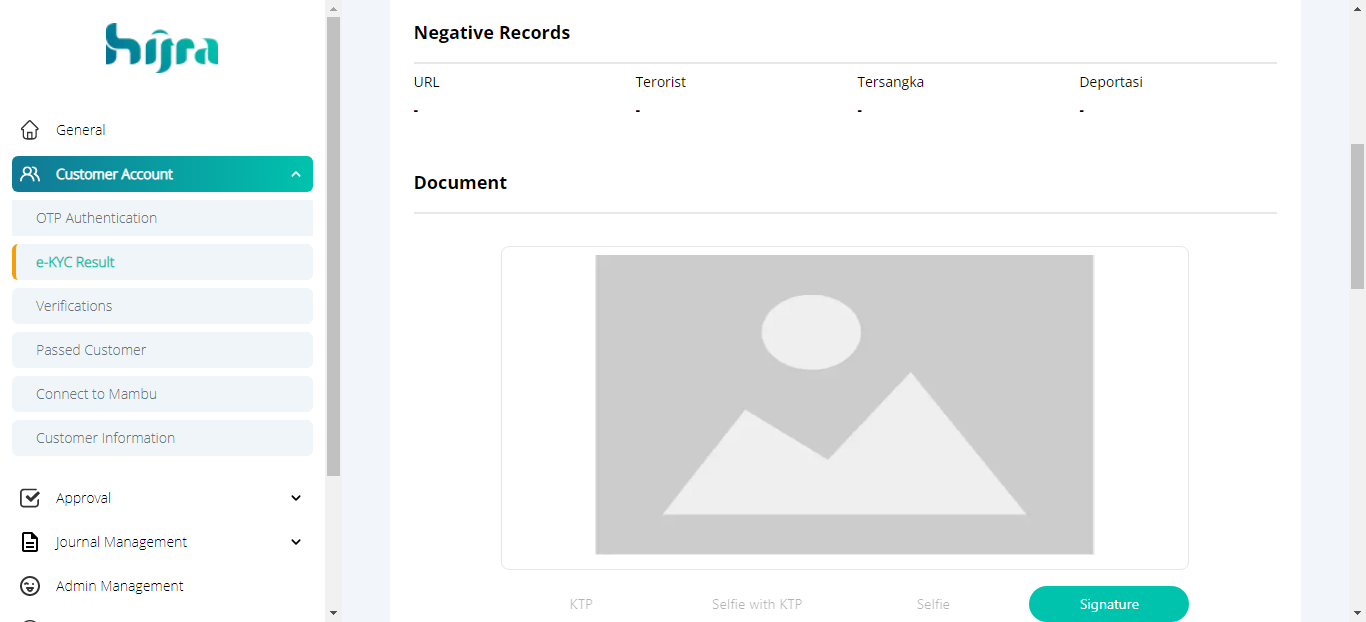 hijra
General
Customer Account
OTP Authentication
e-KYC Result
Verifications
Passed Customer
Connect to Mambu
Customer Information
Approval
Journal Management
Admin Management
Negative Records
URL Terorist Tersangka Deportasi
- - - -
Document
KTP Selfie with KTP Selfie Signature